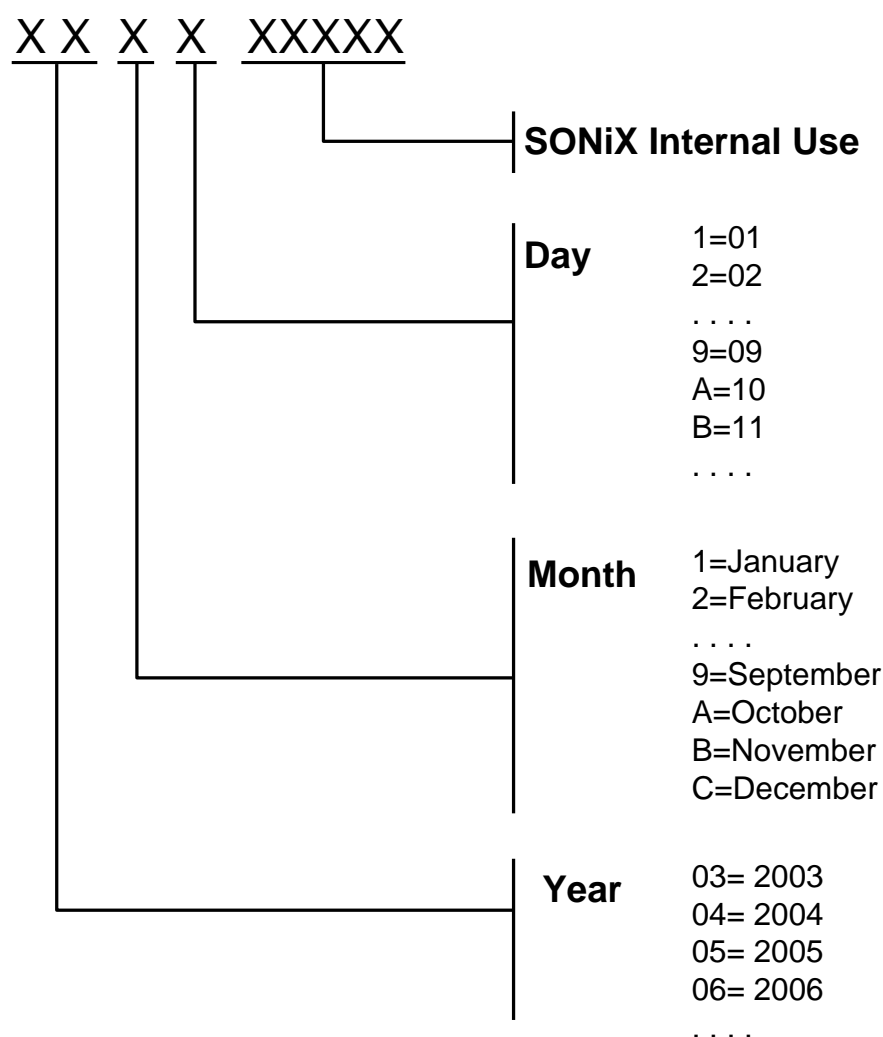 X X X X XXXXX
SONiX Internal Use
Day
1=01
2=02
. . . .
9=09
A=10
B=11
. . . .
Month
1=January
2=February
. . . .
9=September
A=October
B=November
C=December
Year
03= 2003
04= 2004
05= 2005
06= 2006
. . . .